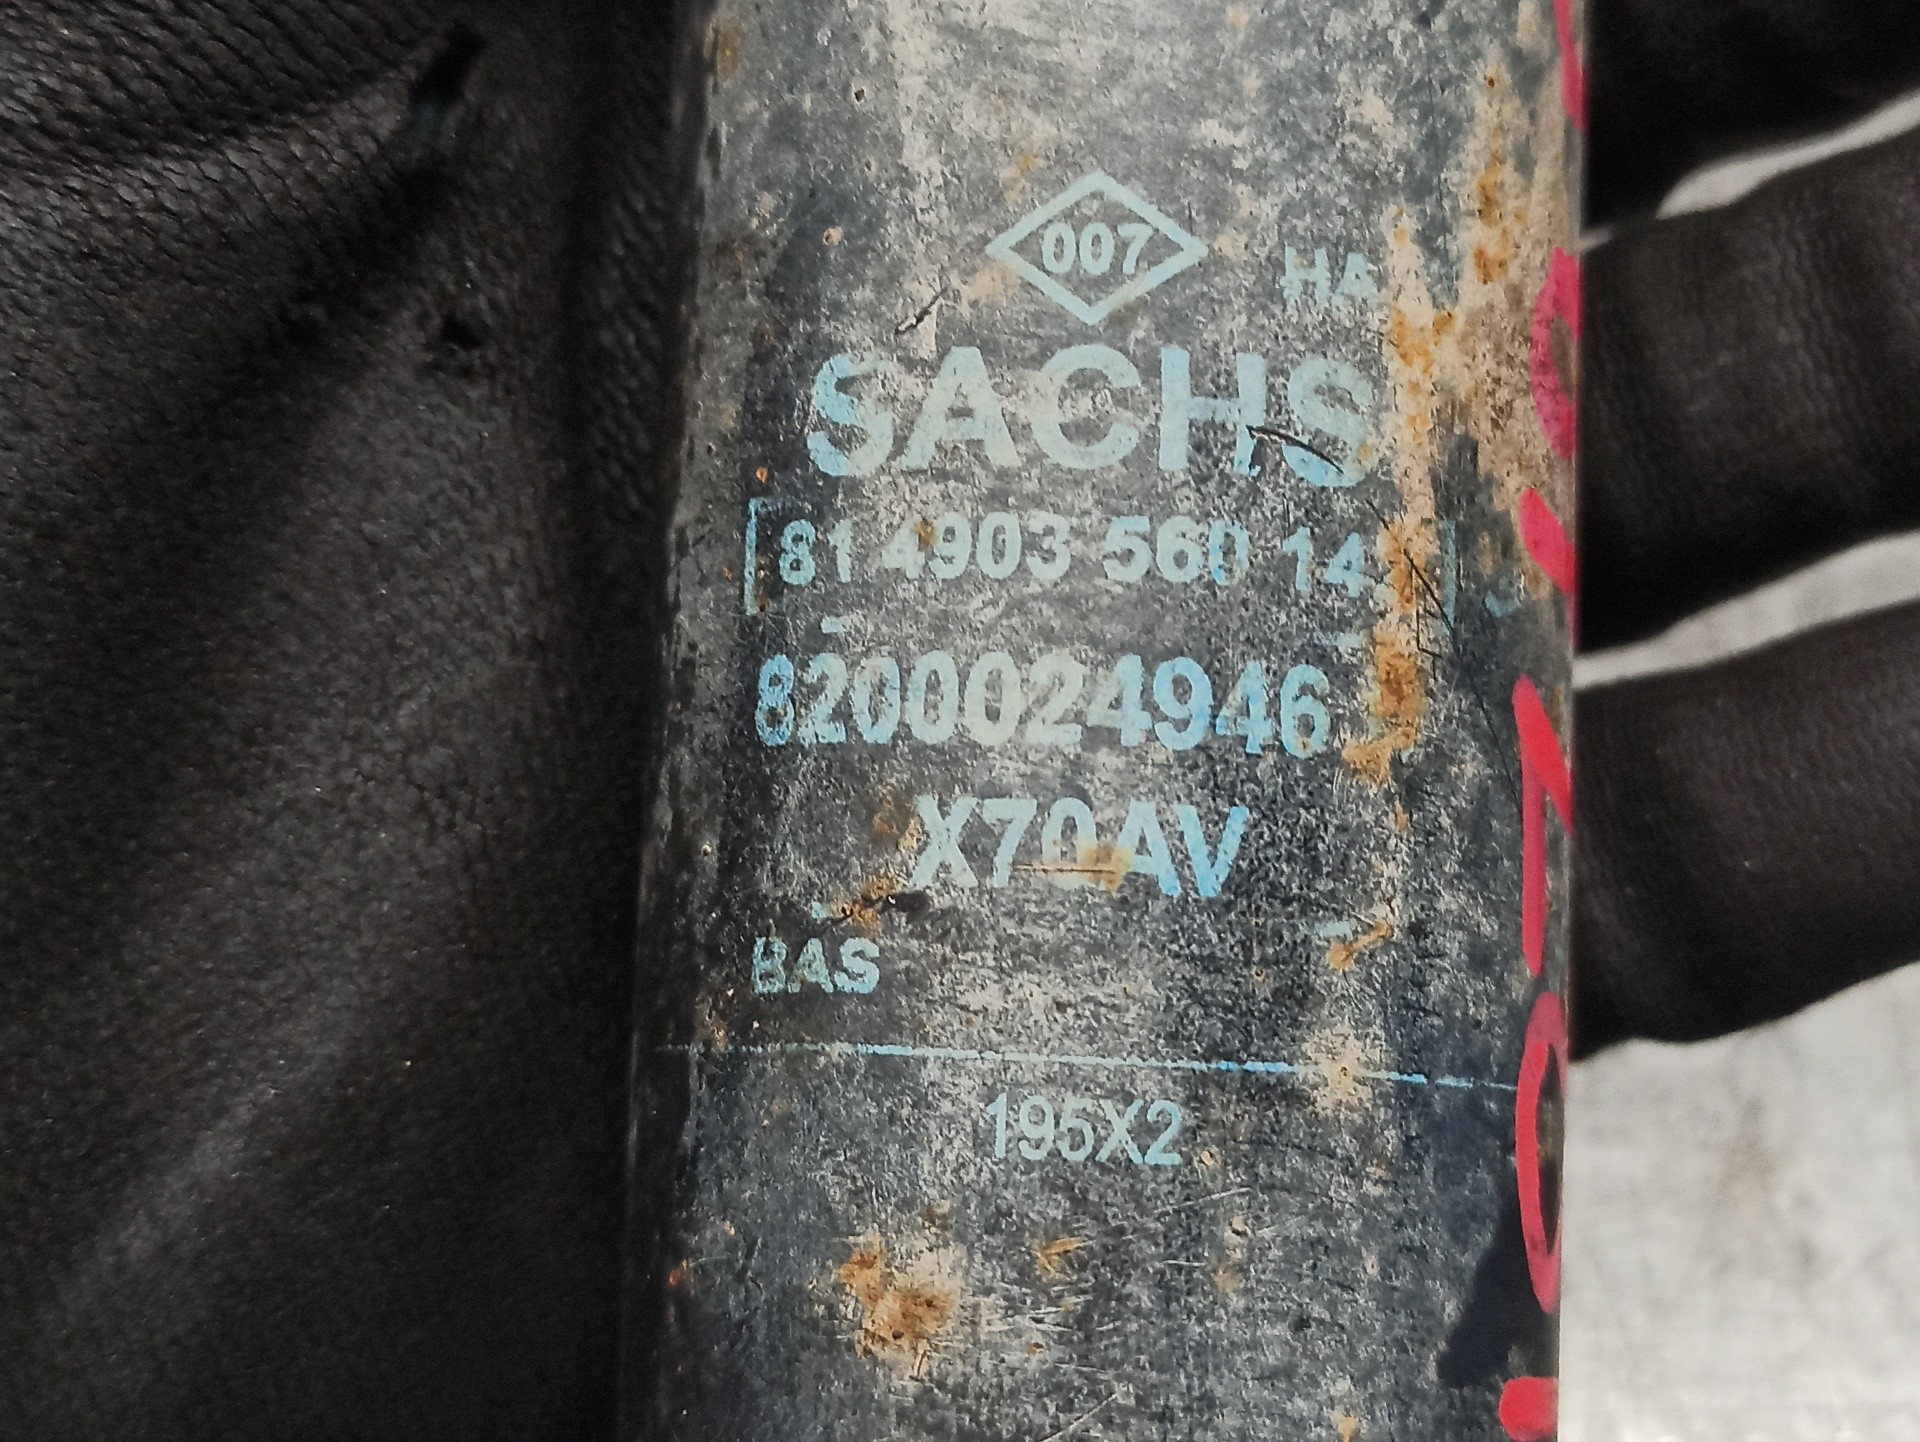 007
HA
SACHS
81 4903 560 14
8200024946
X70AV
BAS
195X2